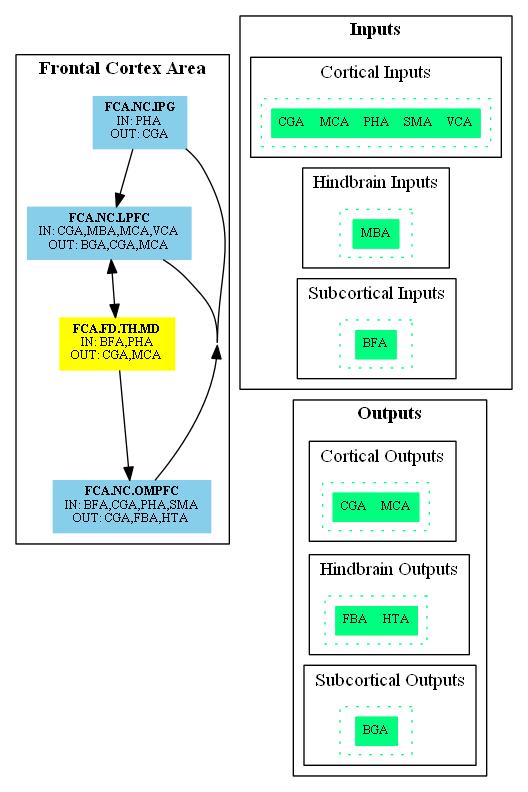 Frontal Cortex Area
FCA.NC.IPG
IN: PHA
OUT: CGA
FCA.NC.LPFC
IN: CGA,MBA,MCA,VCA
OUT: BGA,CGA,MCA
FCA.FD.TH.MD
IN: BFA,PHA
OUT: CGA,MCA
FCA.NC.OMPFC
IN: BFA,CGA,PHA,SMA
OUT: CGA,FBA,HTA
Inputs
Cortical Inputs
CGA MCA PHA SMA VCA
Hindbrain Inputs
MBA
Subcortical Inputs
BFA
Outputs
Cortical Outputs
CGA MCA
Hindbrain Outputs
FBA HTA
Subcortical Outputs
BGA